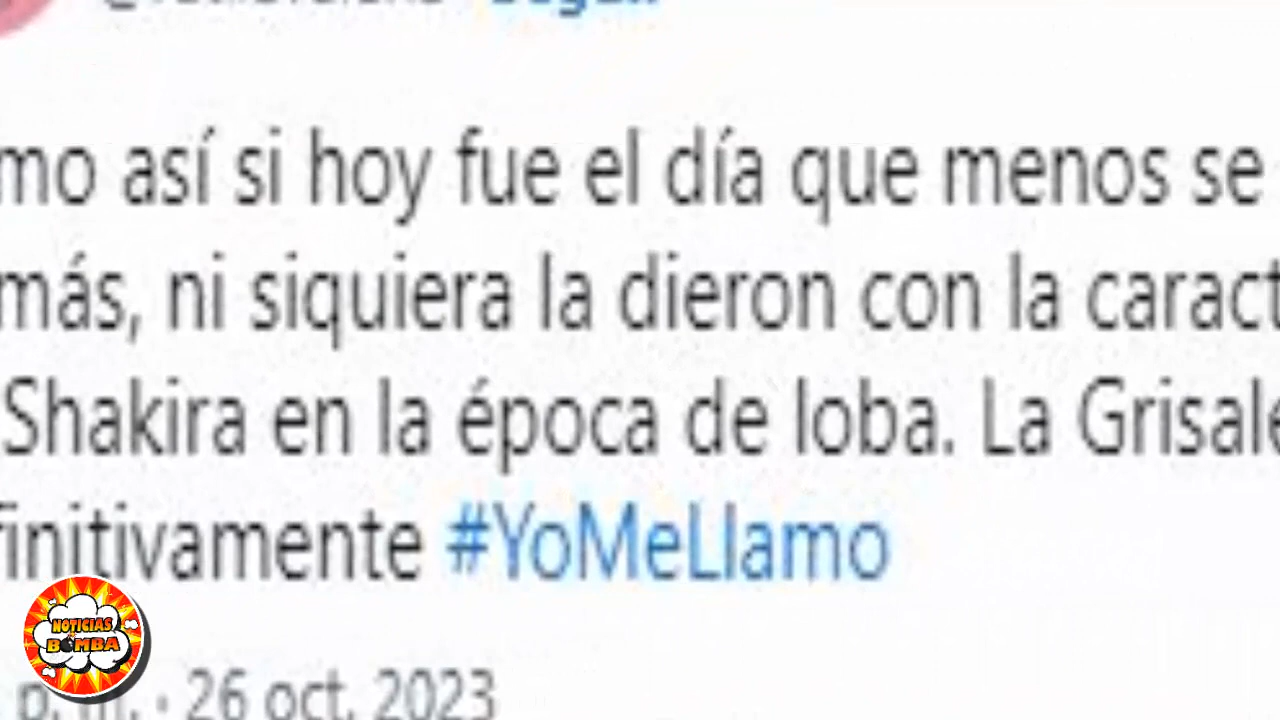 mo así si hoy fue el día que menos se
más, ni siquiera la dieron con la caract
Shakira en la época de loba. La Grisale
finitivamente #YoMeLlamo
NOTICIAS
BOMBA
p. m. · 26 oct. 2023